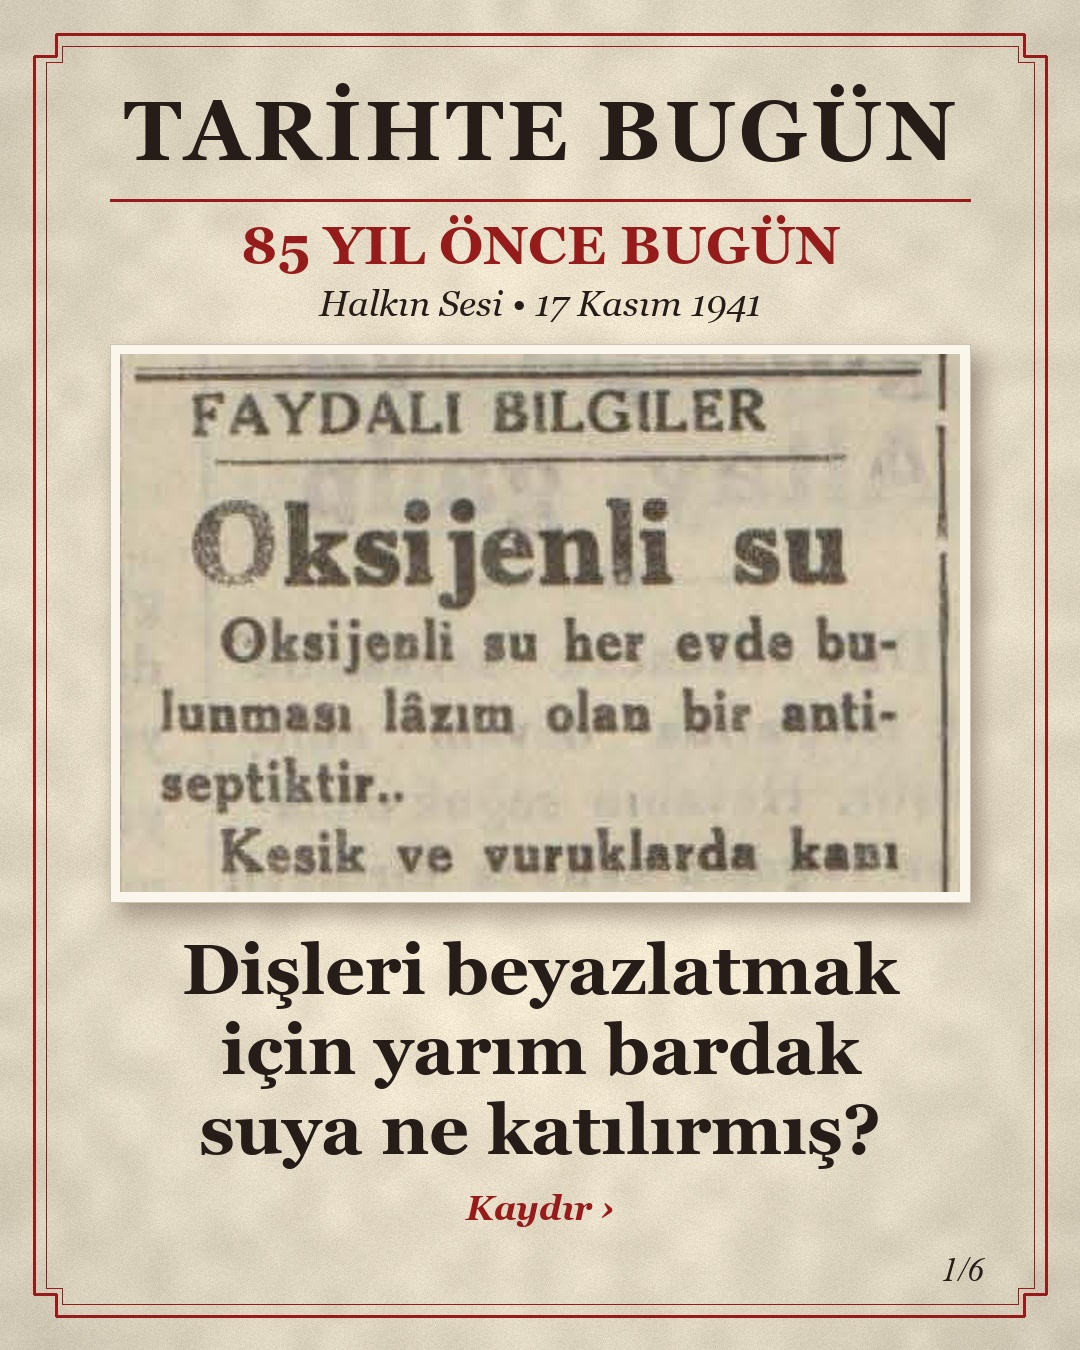 TARİHTE BUGÜN
85 YIL ÖNCE BUGÜN
Halkın Sesi • 17 Kasım 1941
FAYDALI BILGILER
Oksijenli su
Oksijenli su her evde bu-
lunması lâzım olan bir anti-
septiktir..
Kesik ve vuruklarda kanı
Dişleri beyazlatmak
için yarım bardak
suya ne katılırmış?
Kaydır ›
1/6